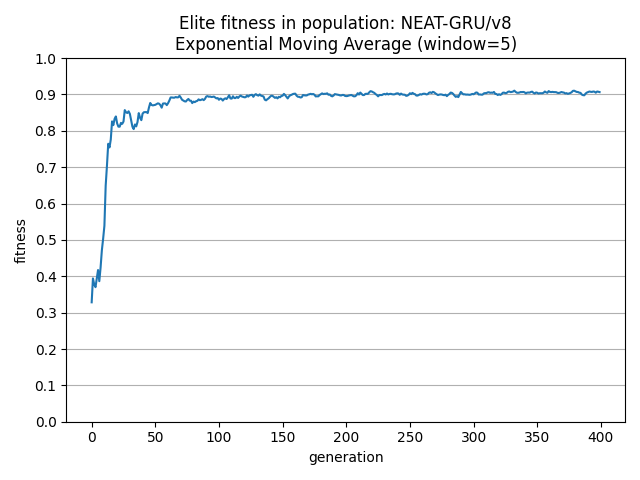 Elite fitness in population: NEAT-GRU/v8
Exponential Moving Average (window=5)
1.0
0.9
0.8
0.7
0.6
0.5
0.4
0.3
0.2
0.1
0.0
fitness
0 50 100 150 200 250 300 350 400
generation